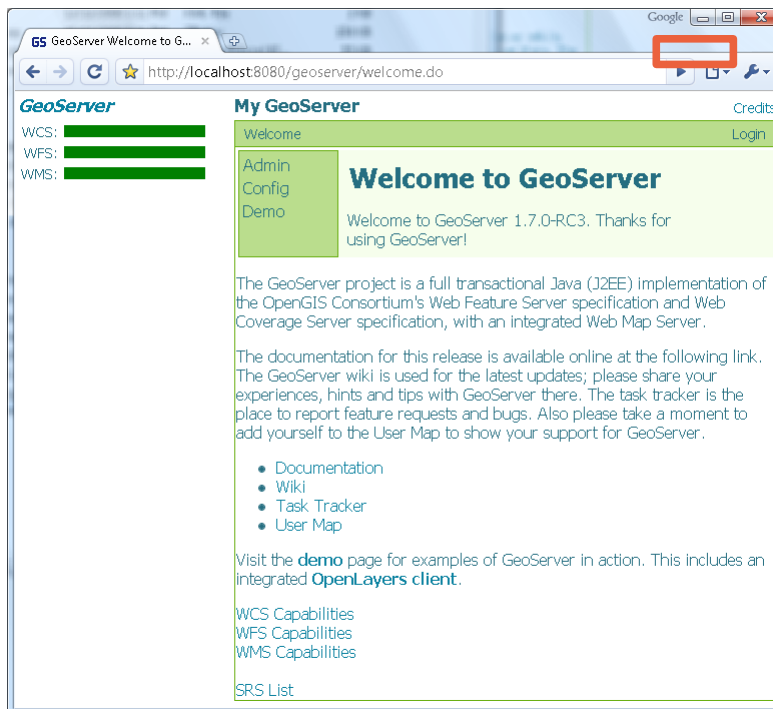 Google
GS GeoServer Welcome to G...
http://localhost:8080/geoserver/welcome.do
GeoServer
My GeoServer
Credits
WCS:
WFS:
WMS:
Welcome
Login
Admin
Config
Demo
Welcome to GeoServer
Welcome to GeoServer 1.7.0-RC3. Thanks for
using GeoServer!
The GeoServer project is a full transactional Java (J2EE) implementation of
the OpenGIS Consortium's Web Feature Server specification and Web
Coverage Server specification, with an integrated Web Map Server.
The documentation for this release is available online at the following link.
The GeoServer wiki is used for the latest updates; please share your
experiences, hints and tips with GeoServer there. The task tracker is the
place to report feature requests and bugs. Also please take a moment to
add yourself to the User Map to show your support for GeoServer.
Documentation
Wiki
Task Tracker
User Map
Visit the demo page for examples of GeoServer in action. This includes an
integrated OpenLayers client.
WCS Capabilities
WFS Capabilities
WMS Capabilities
SRS List